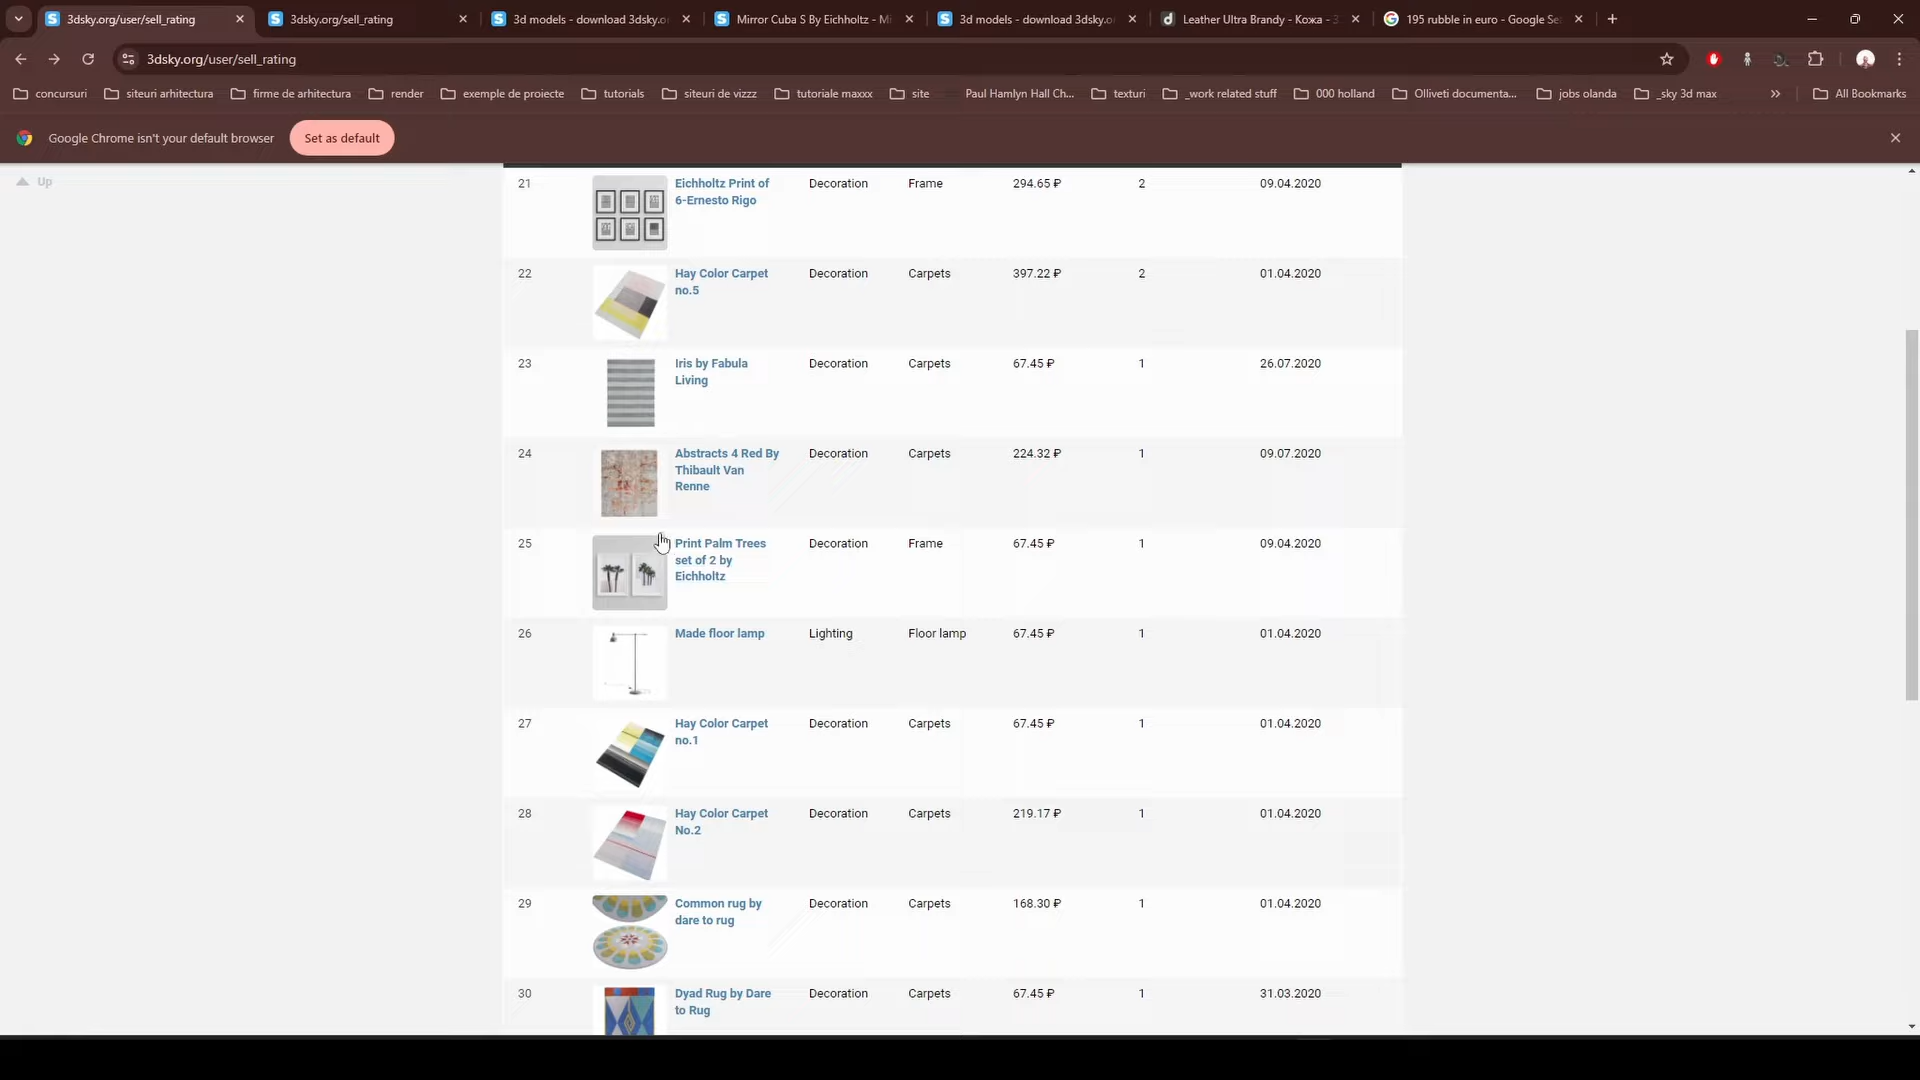 3dsky.org/user/sell_rating
3dsky.org/sell_rating
3d models - download 3dsky.o
Mirror Cuba S By Eichholtz - Mi
3d models - download 3dsky.o
Leather Ultra Brandy - Кожа - 3
195 rubble in euro - Google Se
3dsky.org/user/sell_rating
concursuri
siteuri arhitectura
firme de arhitectura
render
exemple de proiecte
tutorials
siteuri de vizzz
tutoriale maxxx
site
Paul Hamlyn Hall Ch...
texturi
_work related stuff
000 holland
Olliveti documenta...
jobs olanda
_sky 3d max
»
All Bookmarks
Google Chrome isn't your default browser
Set as default
Up
21 Eichholtz Print of Decoration Frame 294.65 ₽ 2 09.04.2020
6-Ernesto Rigo
22 Hay Color Carpet Decoration Carpets 397.22 ₽ 2 01.04.2020
no.5
23 Iris by Fabula Decoration Carpets 67.45 ₽ 1 26.07.2020
Living
24 Abstracts 4 Red By Decoration Carpets 224.32 ₽ 1 09.07.2020
Thibault Van
Renne
25 Print Palm Trees Decoration Frame 67.45 ₽ 1 09.04.2020
set of 2 by
Eichholtz
26 Made floor lamp Lighting Floor lamp 67.45 ₽ 1 01.04.2020
27 Hay Color Carpet Decoration Carpets 67.45 ₽ 1 01.04.2020
no.1
28 Hay Color Carpet Decoration Carpets 219.17 ₽ 1 01.04.2020
No.2
29 Common rug by Decoration Carpets 168.30 ₽ 1 01.04.2020
dare to rug
30 Dyad Rug by Dare Decoration Carpets 67.45 ₽ 1 31.03.2020
to Rug